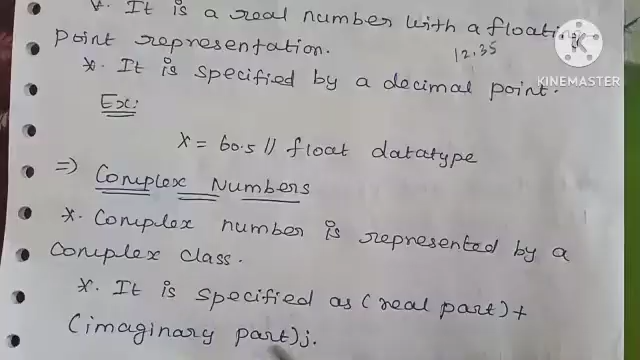 *. It is a real number with a floating
point representation.
12.35
*. It is specified by a decimal point.
KINEMASTER
Ex:
x = 60.5 // float datatype
=> Complex Numbers
*. Complex number is represented by a
complex class.
*. It is specified as (real part) +
(imaginary part)j.